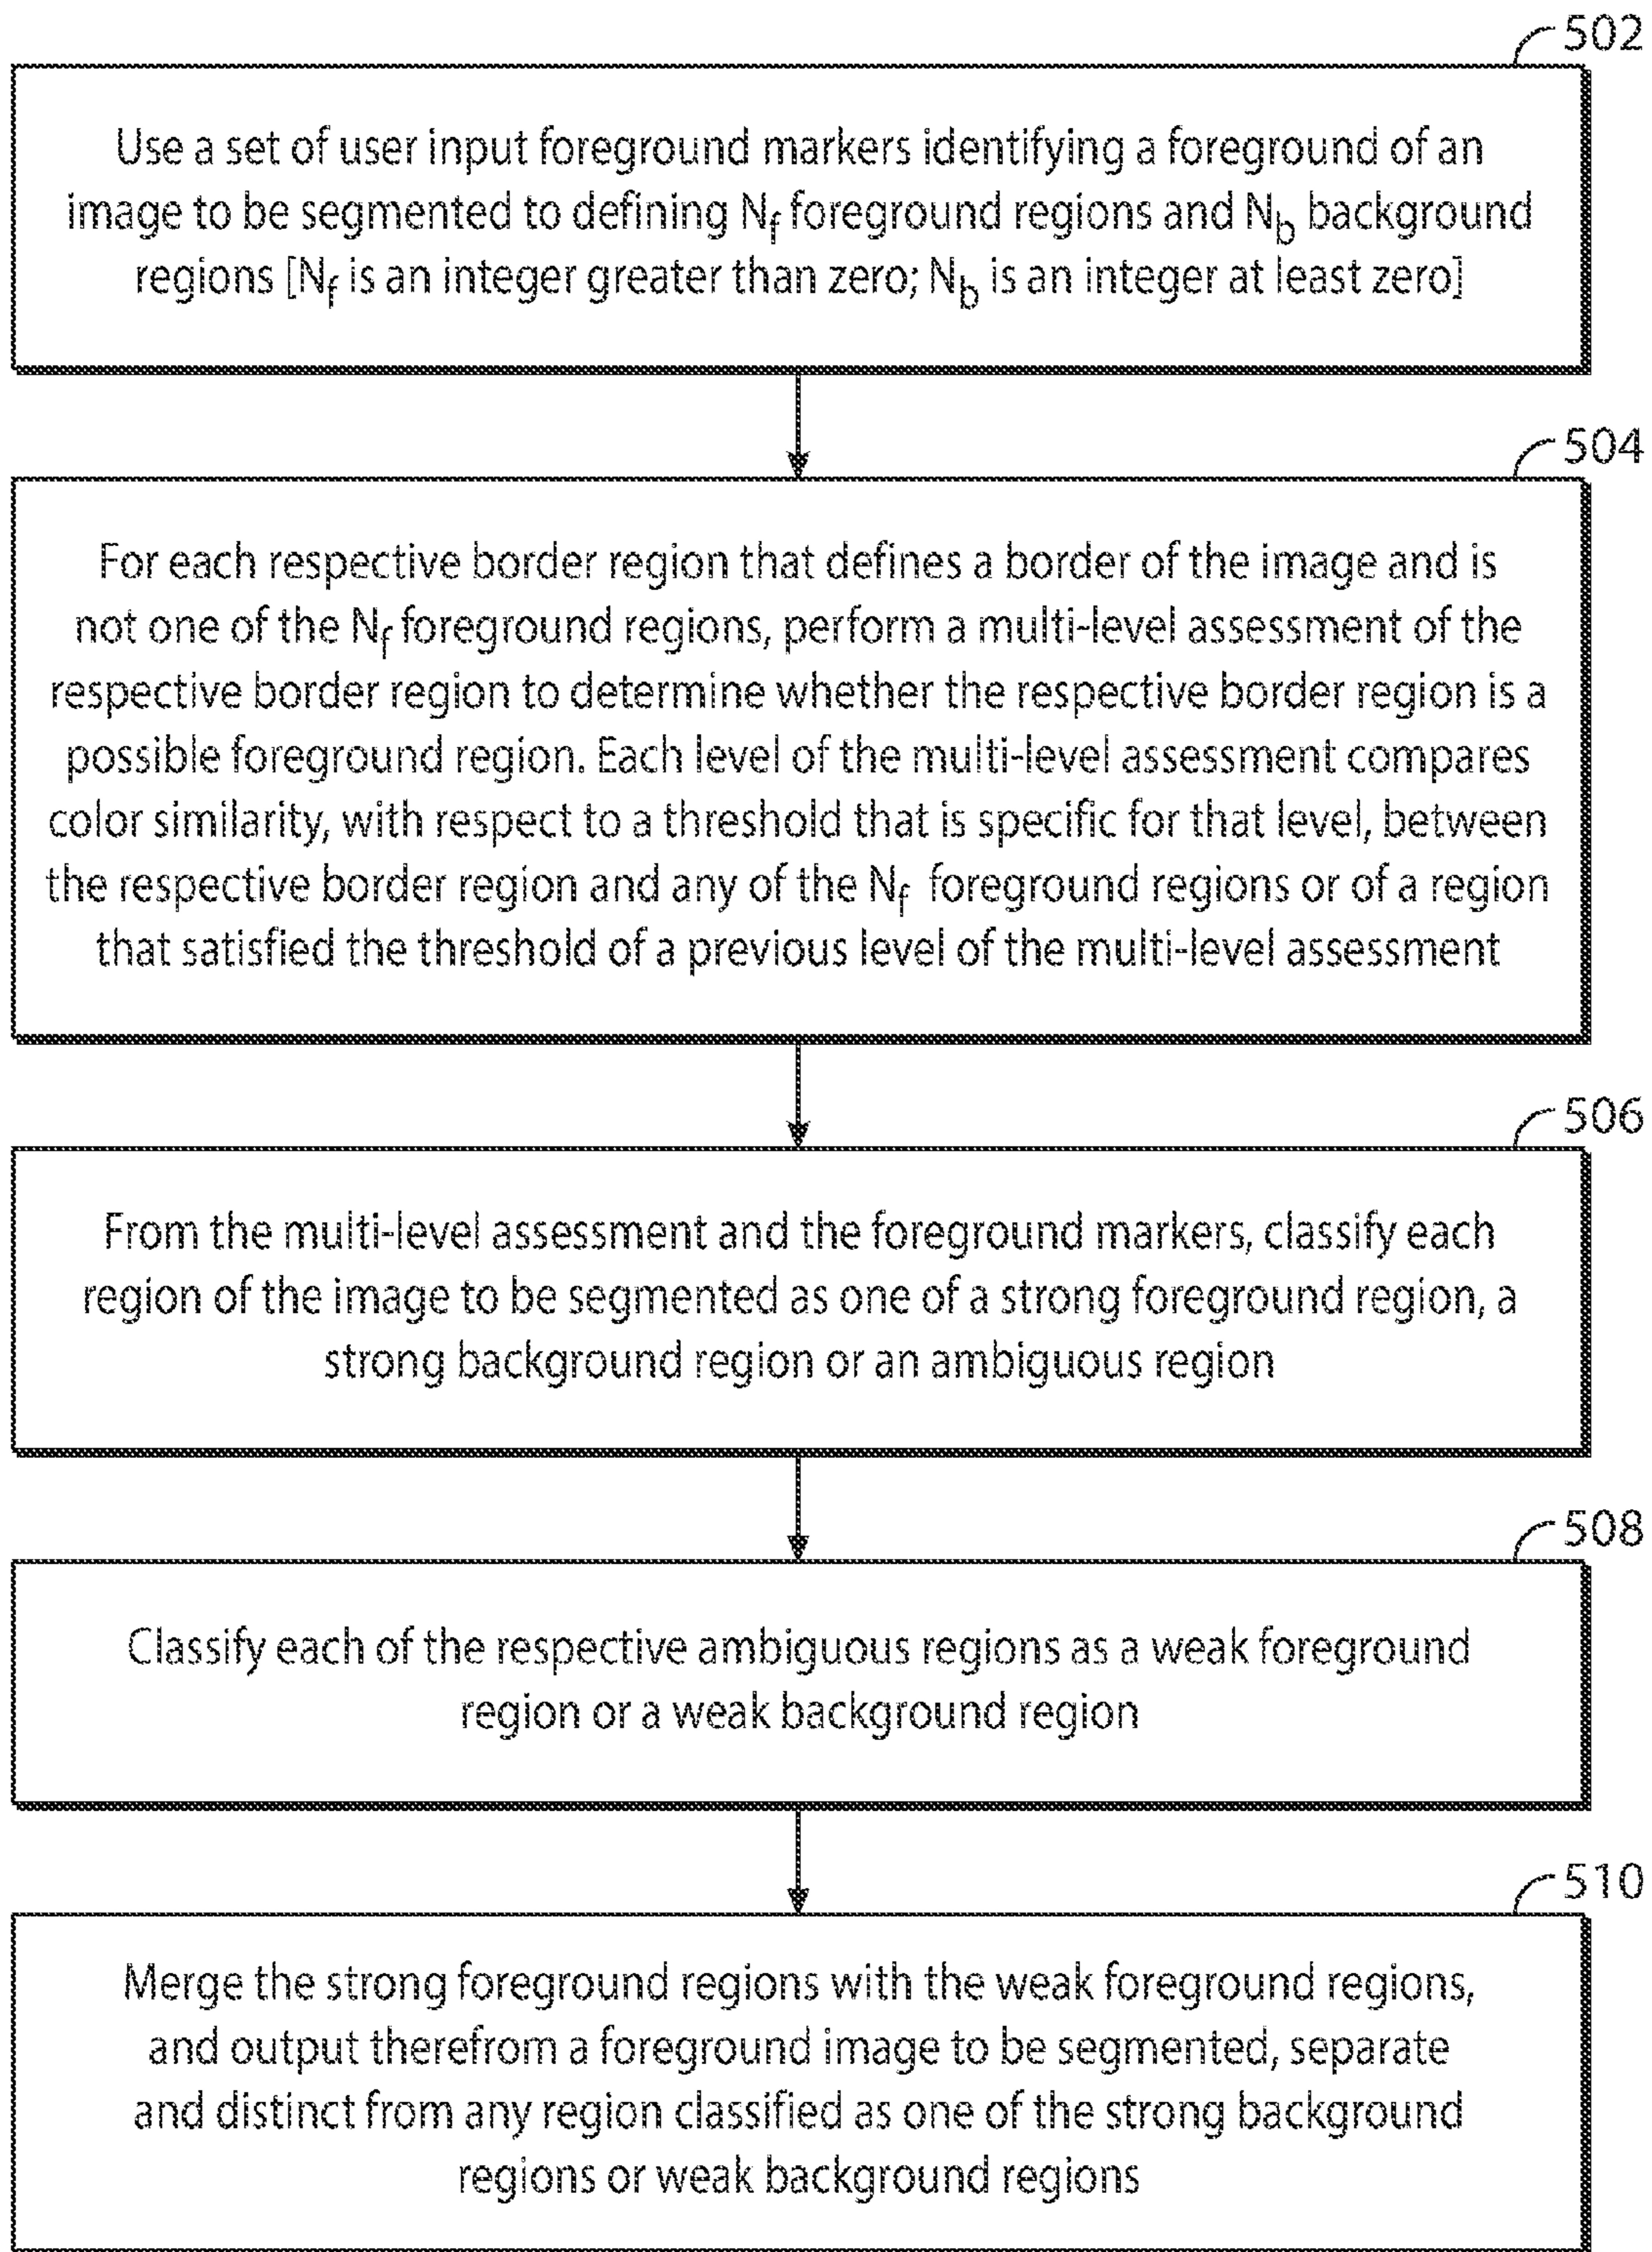 502
Use a set of user input foreground markers identifying a foreground of an
image to be segmented to defining Nf foreground regions and Nb background
regions [Nf is an integer greater than zero; Nb is an integer at least zero]
504
For each respective border region that defines a border of the image and is
not one of the Nf foreground regions, perform a multi-level assessment of the
respective border region to determine whether the respective border region is a
possible foreground region. Each level of the multi-level assessment compares
color similarity, with respect to a threshold that is specific for that level, between
the respective border region and any of the Nf foreground regions or of a region
that satisfied the threshold of a previous level of the multi-level assessment
506
From the multi-level assessment and the foreground markers, classify each
region of the image to be segmented as one of a strong foreground region, a
strong background region or an ambiguous region
508
Classify each of the respective ambiguous regions as a weak foreground
region or a weak background region
510
Merge the strong foreground regions with the weak foreground regions,
and output therefrom a foreground image to be segmented, separate
and distinct from any region classified as one of the strong background
regions or weak background regions